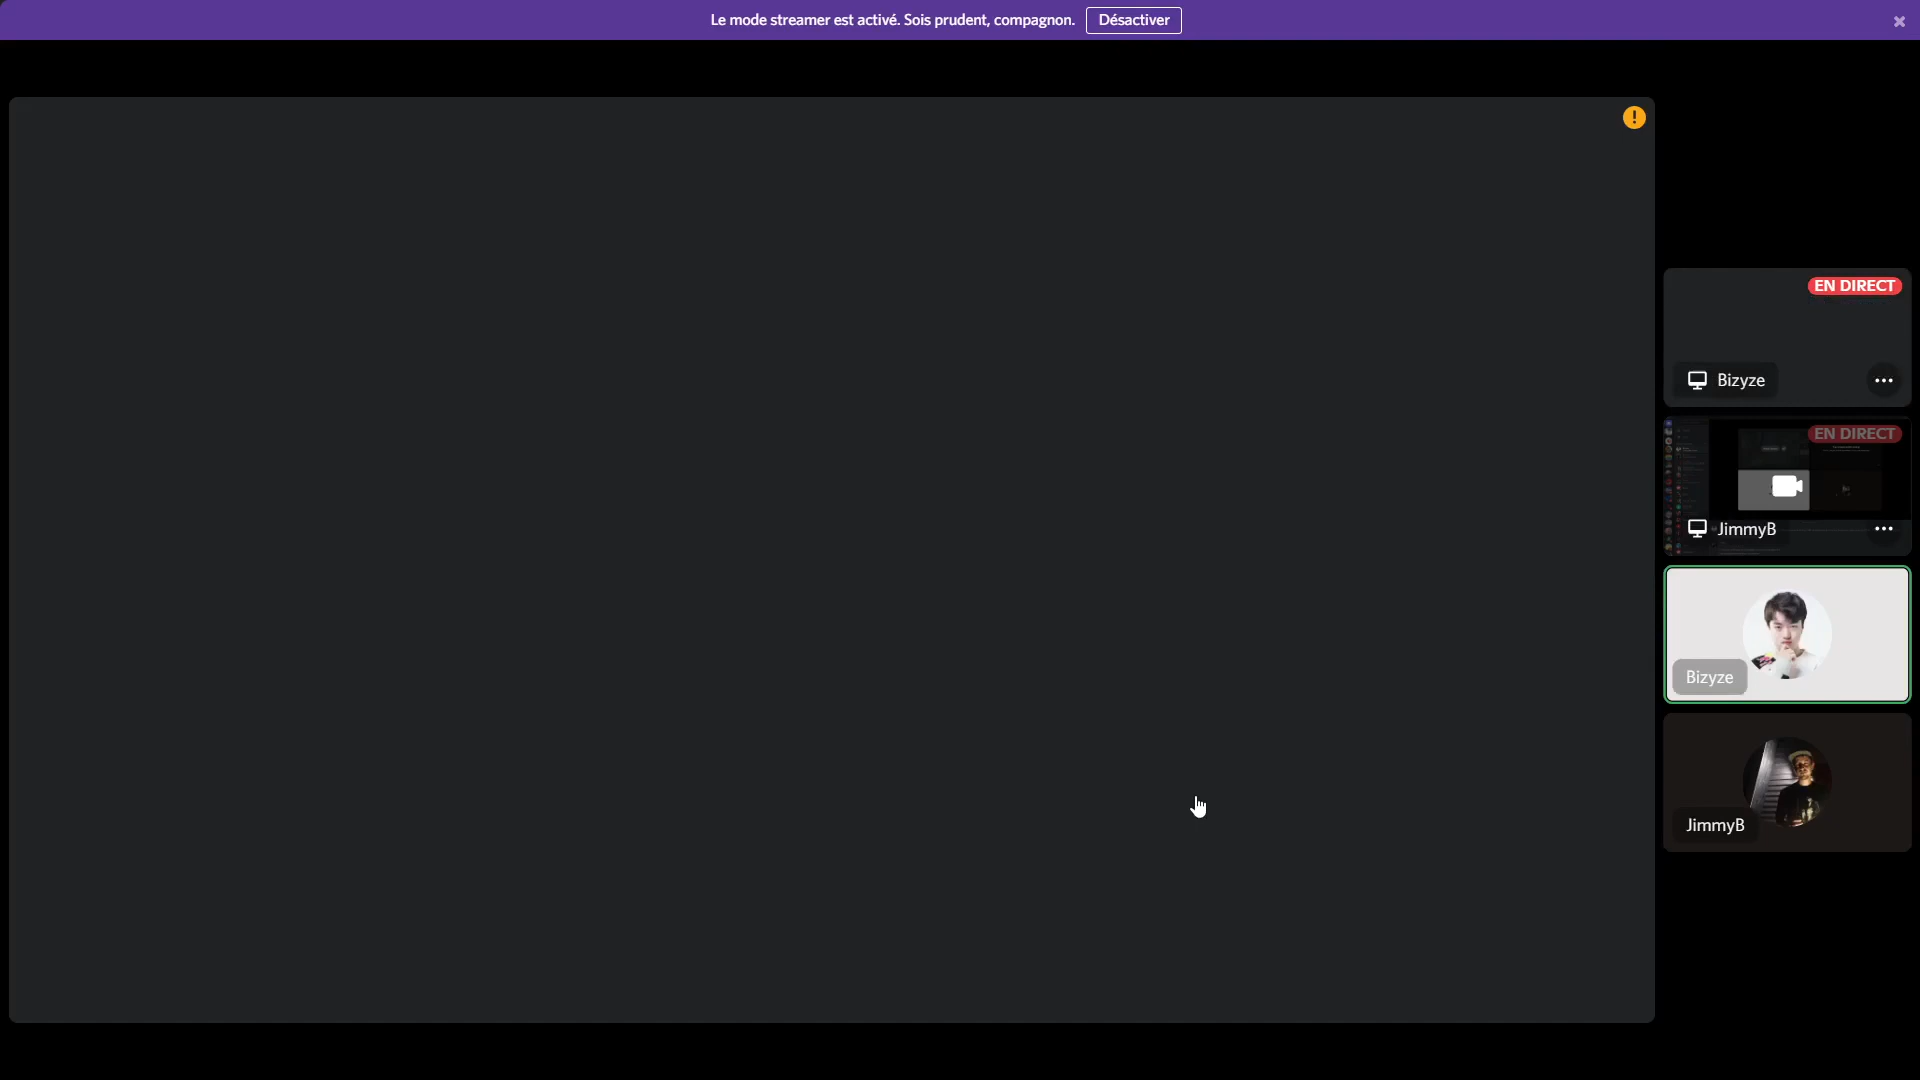 Le mode streamer est activé. Sois prudent, compagnon. Désactiver
EN DIRECT
Bizyze
EN DIRECT
JimmyB
Bizyze
JimmyB